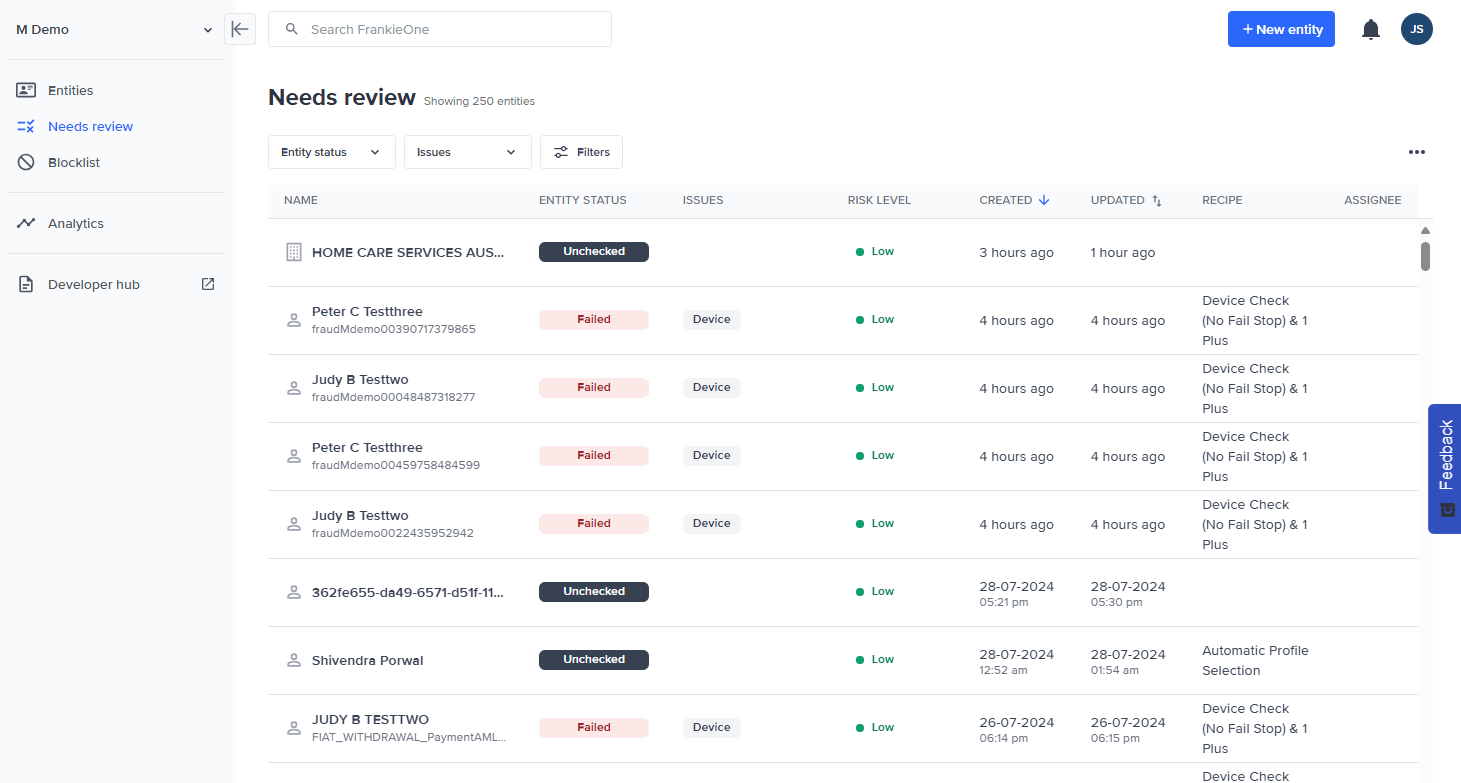 M Demo
Search FrankieOne
New entity
JS
Entities
Needs review
Blocklist
Analytics
Developer hub
Needs review Showing 250 entities
Entity status
Issues
Filters
NAME ENTITY STATUS ISSUES RISK LEVEL CREATED UPDATED RECIPE ASSIGNEE
HOME CARE SERVICES AUS... Unchecked Low 3 hours ago 1 hour ago
Peter C Testthree
fraudMdemo00390717379865
Failed Device Low 4 hours ago 4 hours ago
Device Check
(No Fail Stop) & 1
Plus
Judy B Testtwo
fraudMdemo00048487318277
Failed Device Low 4 hours ago 4 hours ago
Device Check
(No Fail Stop) & 1
Plus
Peter C Testthree
fraudMdemo00459758484599
Failed Device Low 4 hours ago 4 hours ago
Device Check
(No Fail Stop) & 1
Plus
Judy B Testtwo
fraudMdemo0022435952942
Failed Device Low 4 hours ago 4 hours ago
Device Check
(No Fail Stop) & 1
Plus
362fe655-da49-6571-d51f-11... Unchecked Low
28-07-2024 28-07-2024
05:21 pm 05:30 pm
Shivendra Porwal Unchecked Low
28-07-2024 28-07-2024
12:52 am 01:54 am
Automatic Profile
Selection
JUDY B TESTTWO
FIAT_WITHDRAWAL_PaymentAML...
Failed Device Low
26-07-2024 26-07-2024
06:14 pm 06:15 pm
Device Check
(No Fail Stop) & 1
Plus
Device Check
Feedback